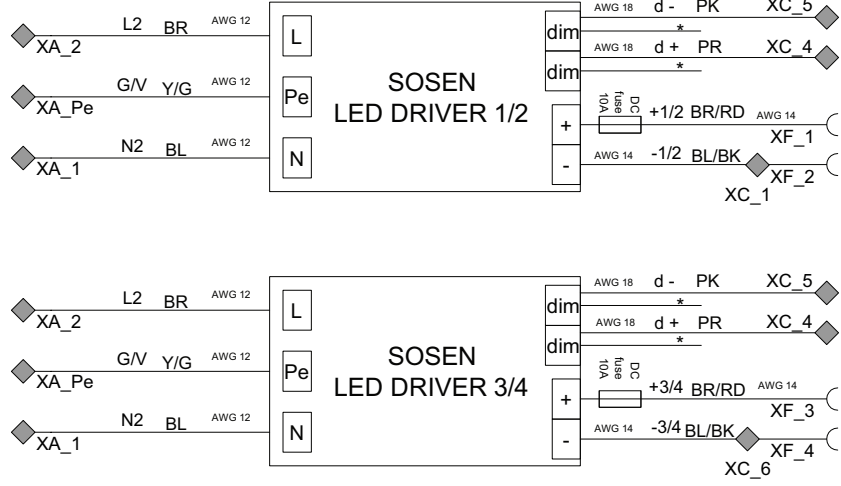 L2 BR AWG 12
XA_2
G/V Y/G AWG 12
XA_Pe
N2 BL AWG 12
XA_1
L
Pe
N
SOSEN
LED DRIVER 1/2
dim
dim
+
-
AWG 18 d - PK XC_5
*
AWG 18 d + PR XC_4
*
DC
fuse
10A
+1/2 BR/RD AWG 14
XF_1
AWG 14 -1/2 BL/BK
XF_2
XC_1
L2 BR AWG 12
XA_2
G/V Y/G AWG 12
XA_Pe
N2 BL AWG 12
XA_1
L
Pe
N
SOSEN
LED DRIVER 3/4
dim
dim
+
-
AWG 18 d - PK XC_5
*
AWG 18 d + PR XC_4
*
DC
fuse
10A
+3/4 BR/RD AWG 14
XF_3
AWG 14 -3/4 BL/BK
XF_4
XC_6